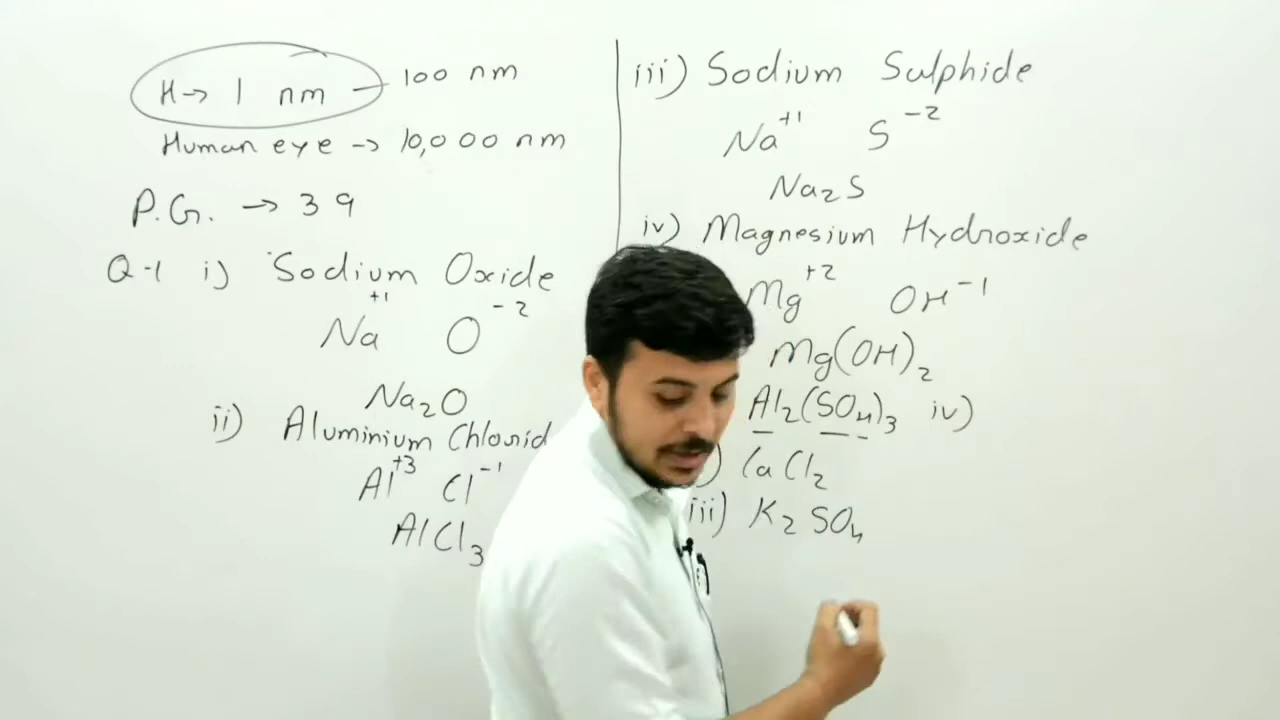 H → 1 nm — 100 nm
Human eye → 10,000 nm
P.G. → 39
Q-1 i) Sodium Oxide
Na+1 O-2
Na2O
ii) Aluminium
Al+3 Cl-1
AlCl3
iii) Sodium Sulphide
Na+1 S-2
Na2S
iv) Magnesium Hydroxide
Mg+2 OH-1
Mg(OH)2
Al2(SO4)3 iv)
) CaCl2
iii) K2SO4